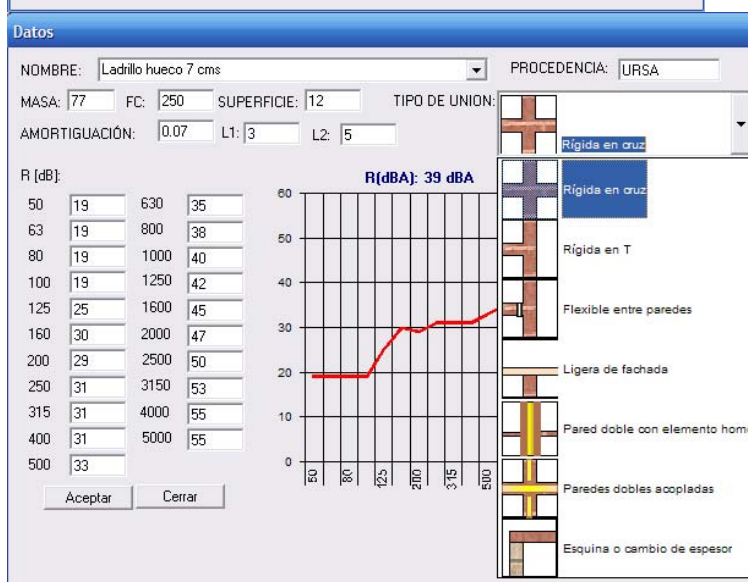 Datos
NOMBRE: Ladrillo hueco 7 cms PROCEDENCIA: URSA
MASA: 77 FC: 250 SUPERFICIE: 12 TIPO DE UNION: Rígida en cruz
AMORTIGUACIÓN: 0.07 L1: 3 L2: 5
R [dB]:
50 19 630 35
63 19 800 38
80 19 1000 40
100 19 1250 42
125 25 1600 45
160 30 2000 47
200 29 2500 50
250 31 3150 53
315 31 4000 55
400 31 5000 55
500 33
Aceptar Cerrar
R(dBA): 39 dBA
60
50
40
30
20
10
0
50 80 125 200 315 500
Rígida en cruz
Rígida en T
Flexible entre paredes
Ligera de fachada
Pared doble con elemento hom
Paredes dobles acopladas
Esquina o cambio de espesor